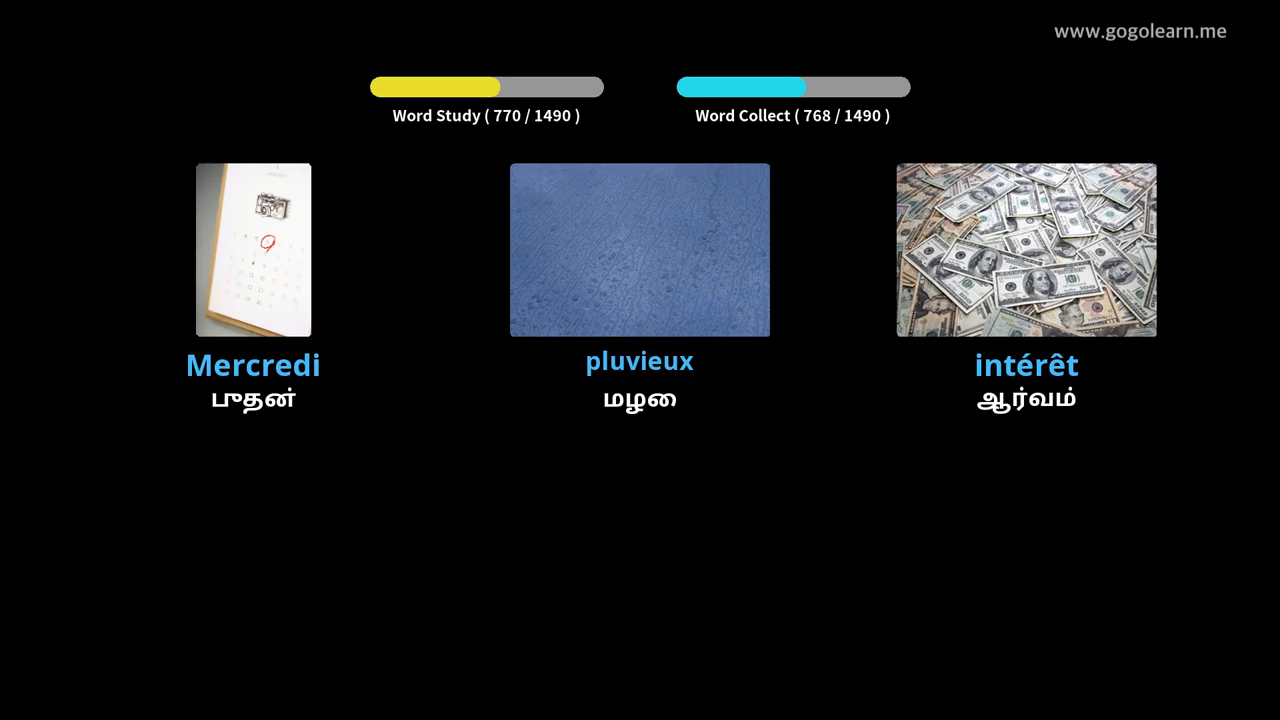 www.gogolearn.me
Word Study ( 770 / 1490 )
Word Collect ( 768 / 1490 )
Mercredi
புதன்
pluvieux
மழை
intérêt
ஆர்வம்